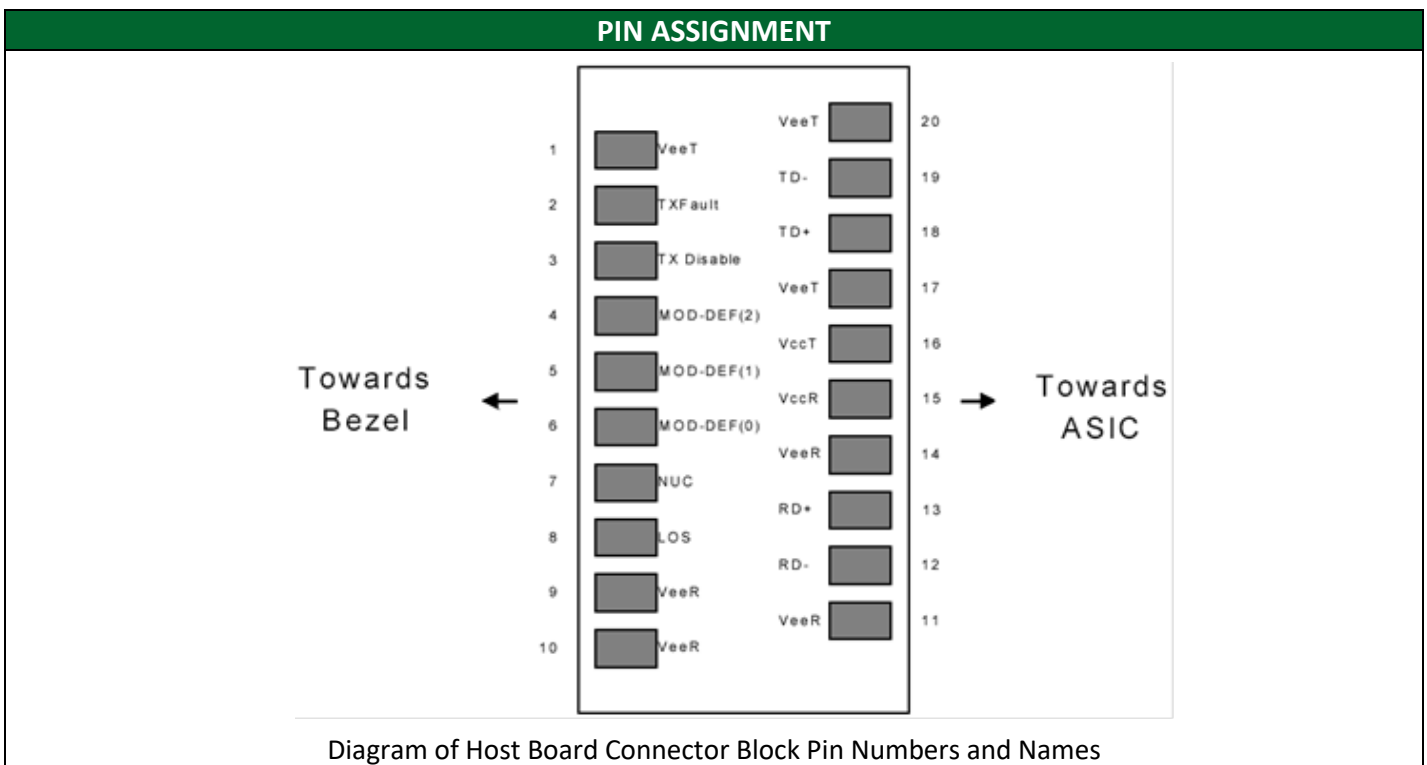 PIN ASSIGNMENT
VeeT 20
1 VeeT
TD- 19
2 TXFault
TD+ 18
3 TX Disable
VeeT 17
4 MOD-DEF(2)
VccT 16
5 MOD-DEF(1)
Towards
Bezel
VccR 15
Towards
ASIC
6 MOD-DEF(0)
VeeR 14
7 NUC
RD+ 13
8 LOS
RD- 12
9 VeeR
VeeR 11
10 VeeR
Diagram of Host Board Connector Block Pin Numbers and Names